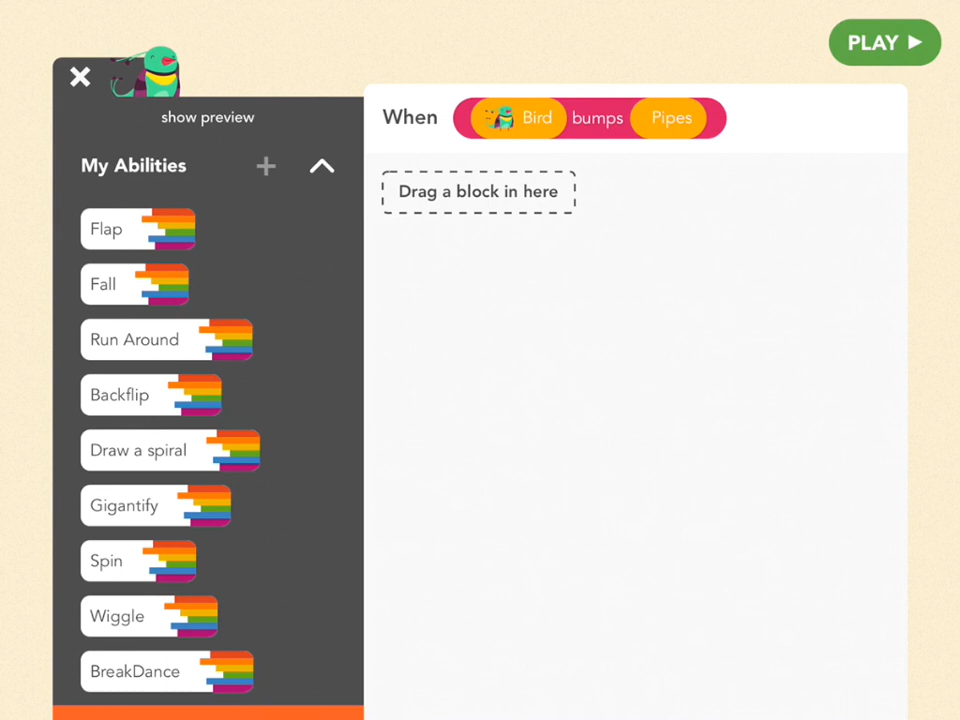 PLAY
show preview
When Bird bumps Pipes
My Abilities
Drag a block in here
Flap
Fall
Run Around
Backflip
Draw a spiral
Gigantify
Spin
Wiggle
BreakDance